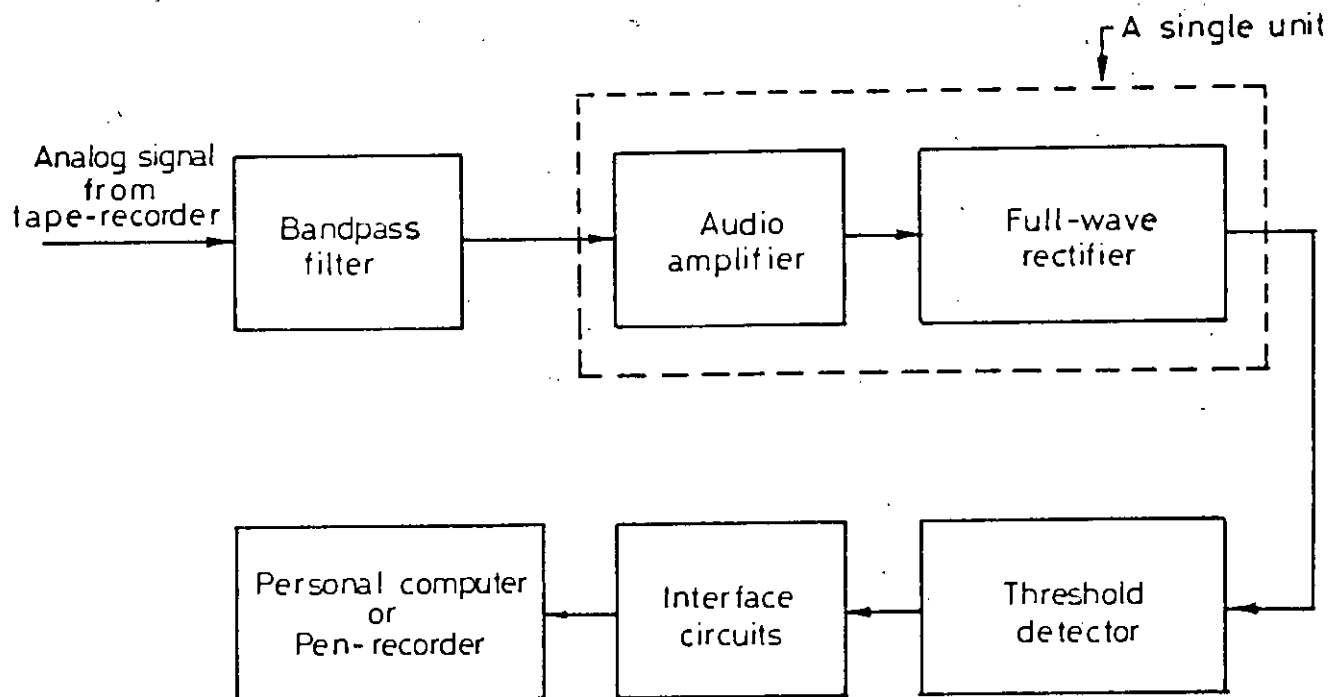 A single unit
Analog signal
from
tape-recorder
Bandpass
filter
Audio
amplifier
Full-wave
rectifier
Personal computer
or
Pen-recorder
Interface
circuits
Threshold
detector